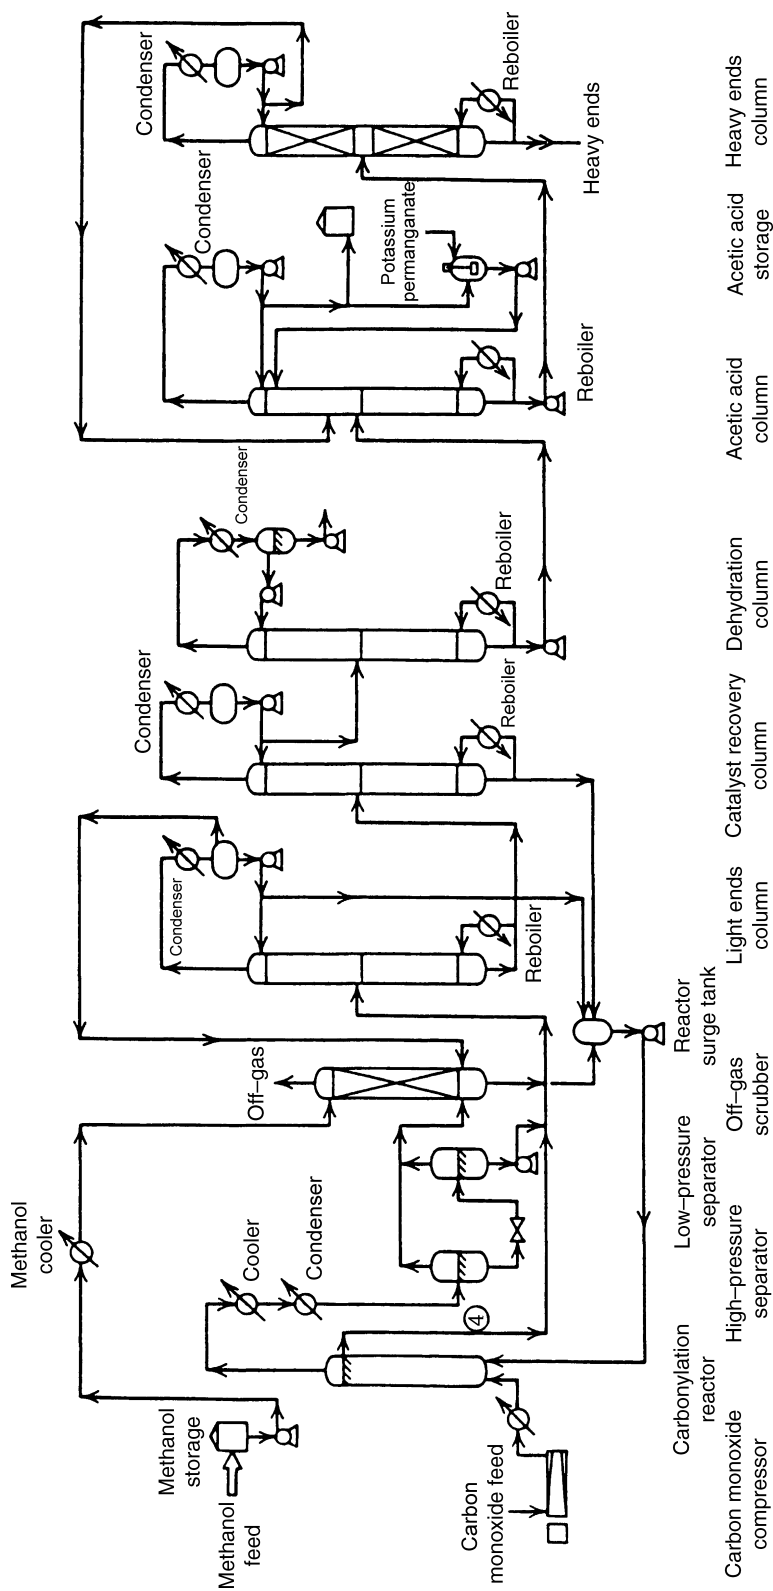 Methanol
feed
Methanol
storage
Methanol
cooler
Carbon
monoxide feed
Cooler
Condenser
4
Off–gas
Condenser
Reboiler
Condenser
Reboiler
Condenser
Reboiler
Condenser
Reboiler
Potassium
permanganate
Condenser
Reboiler
Heavy ends
Carbon monoxide
compressor
Carbonylation
reactor
High–pressure
separator
Low–pressure
separator
Off–gas
scrubber
Reactor
surge tank
Light ends
column
Catalyst recovery
column
Dehydration
column
Acetic acid
column
Acetic acid
storage
Heavy ends
column